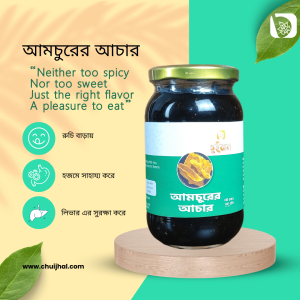 আমচুরের আচার
“Neither too spicy
Nor too sweet
Just the right flavor
A pleasure to eat”
রুচি বাড়ায়
হজমে সাহায্য করে
লিভার এর সুরক্ষা করে
আমচুরের
আচার
www.chuijhal.com